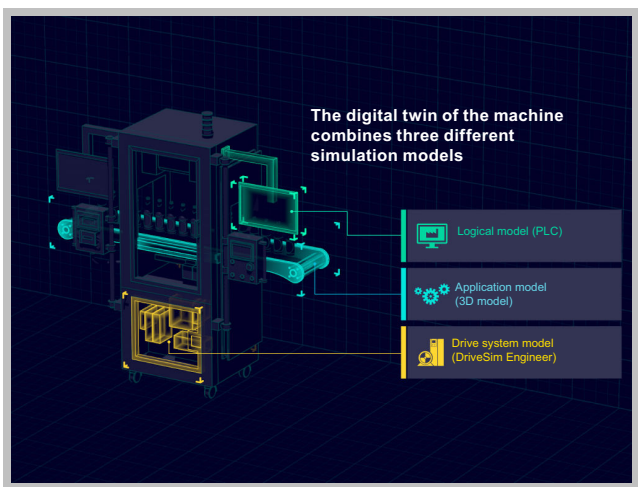 The digital twin of the machine
combines three different
simulation models
Logical model (PLC)
Application model
(3D model)
Drive system model
(DriveSim Engineer)